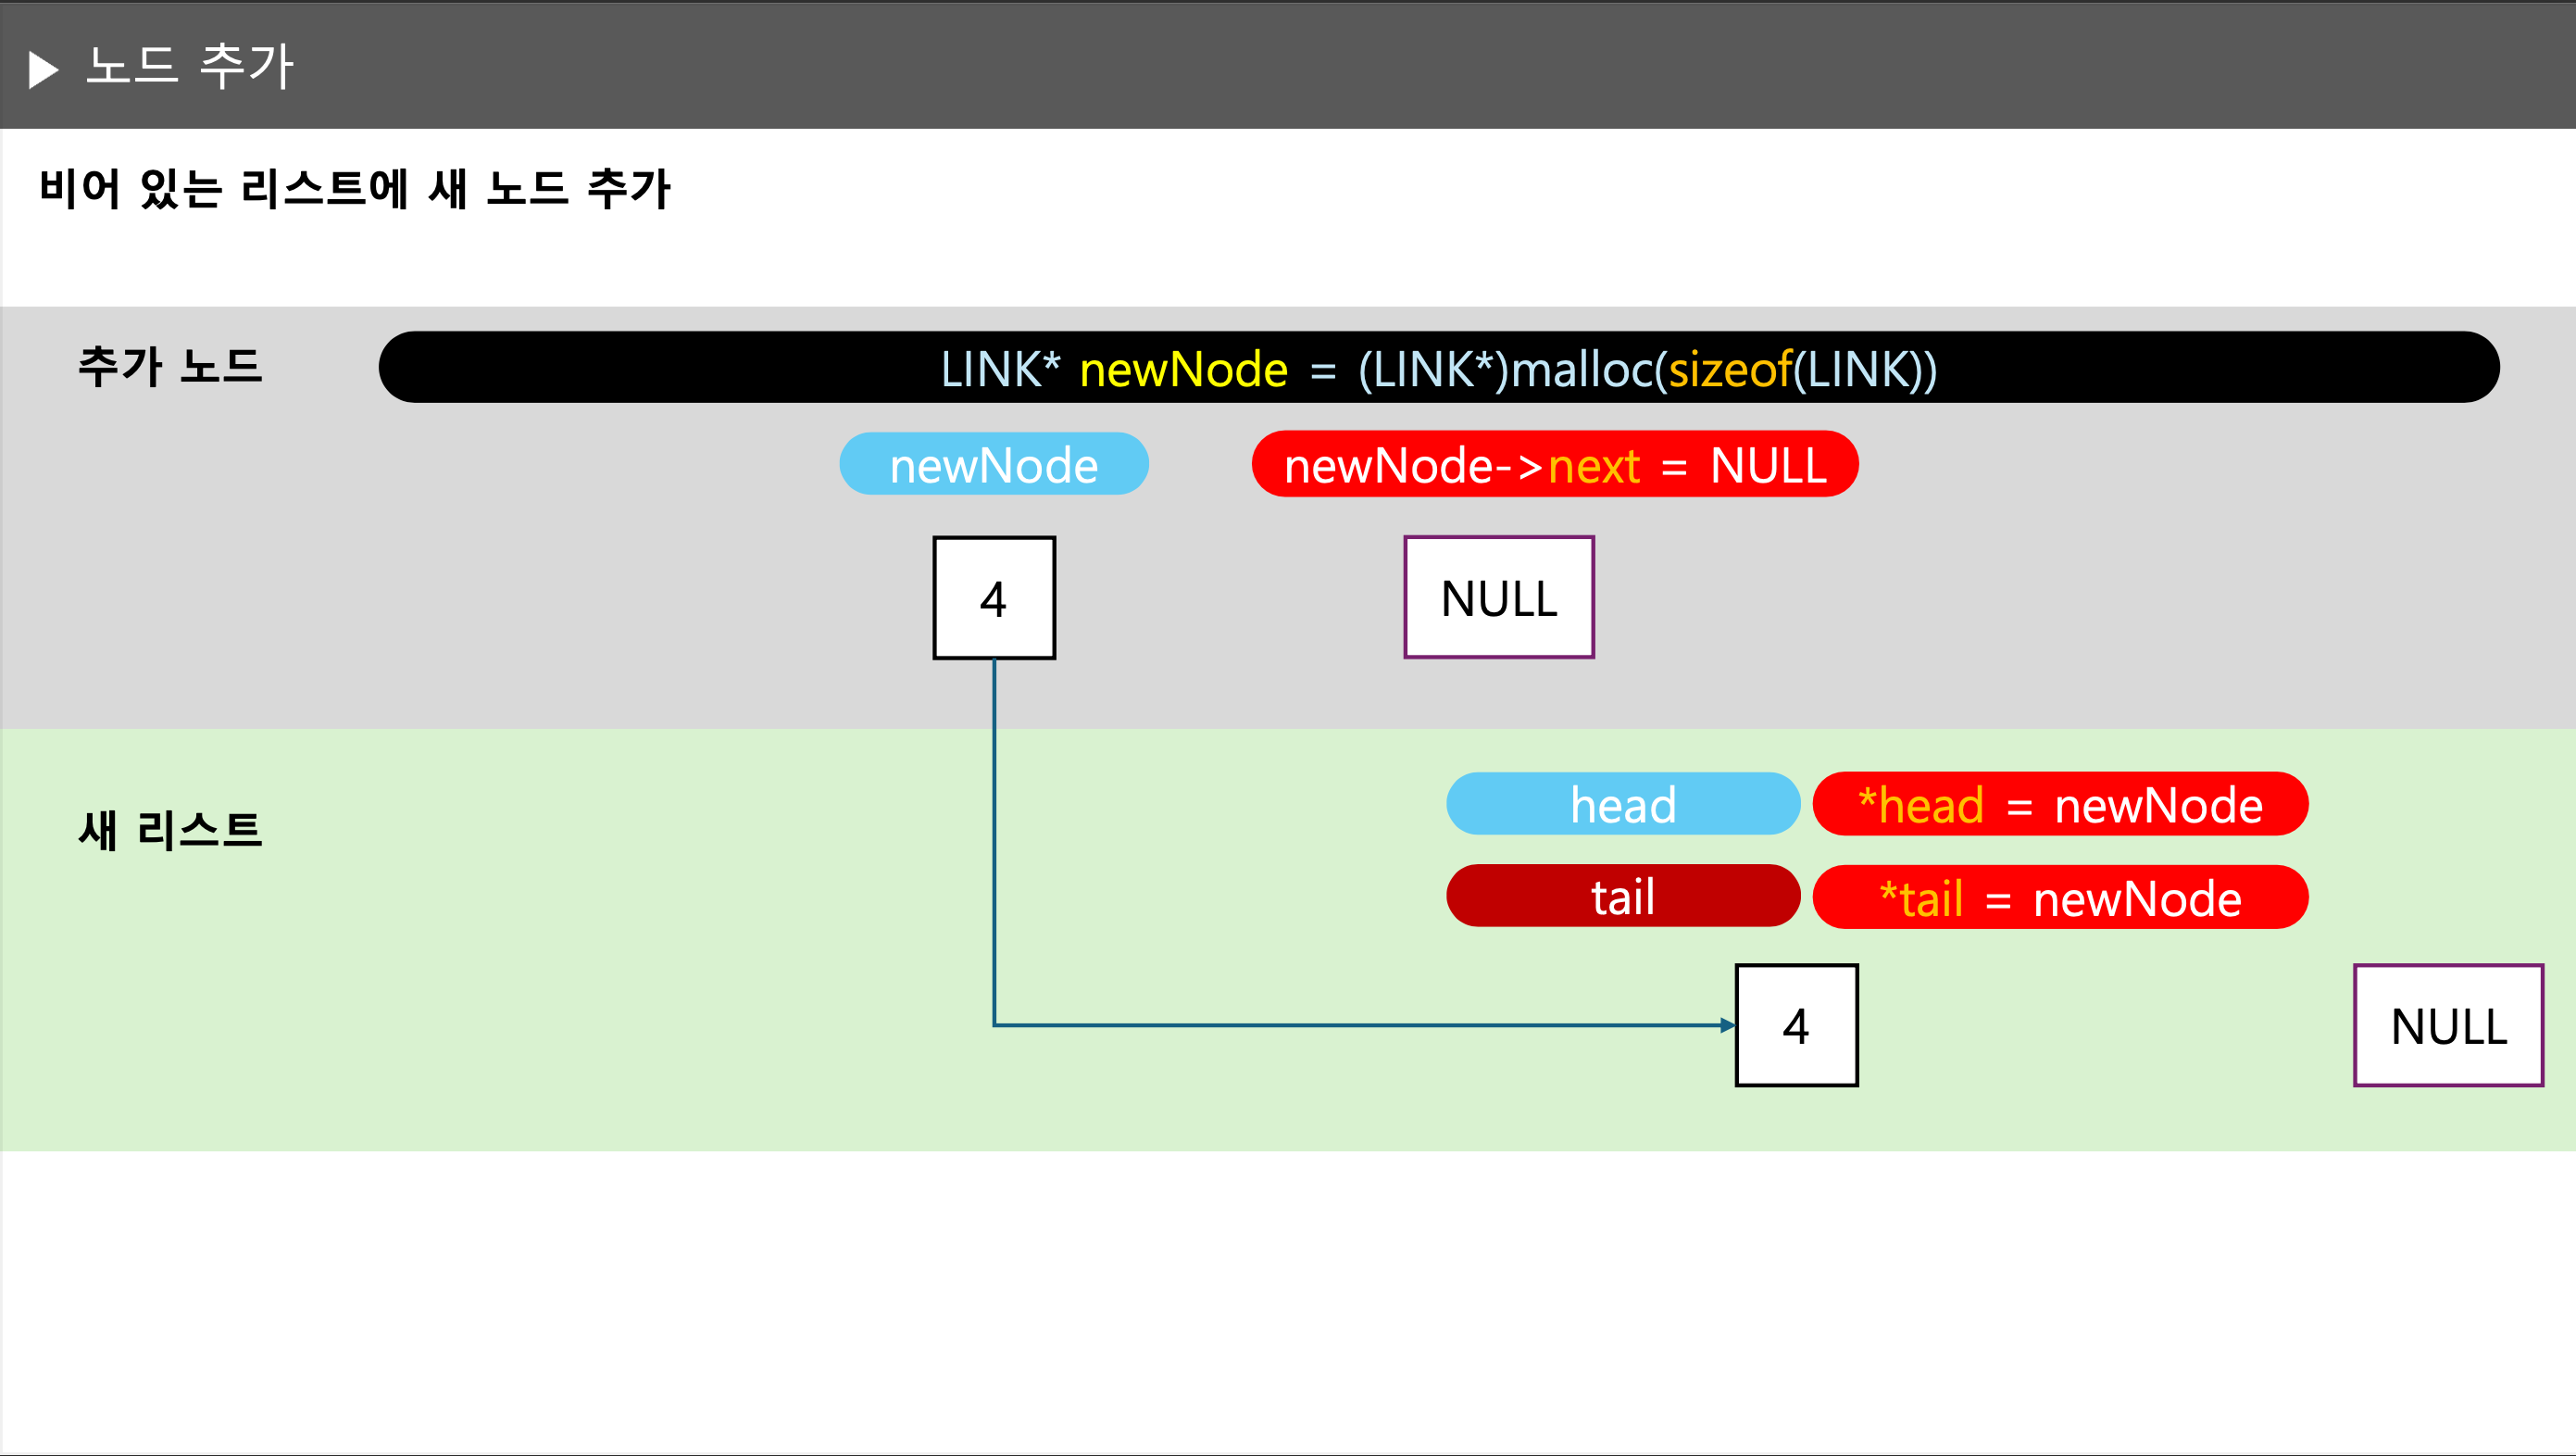 노드 추가
비어 있는 리스트에 새 노드 추가
추가 노드
LINK* newNode = (LINK*)malloc(sizeof(LINK))
newNode
newNode->next = NULL
4
NULL
새 리스트
head
*head = newNode
tail
*tail = newNode
4
NULL